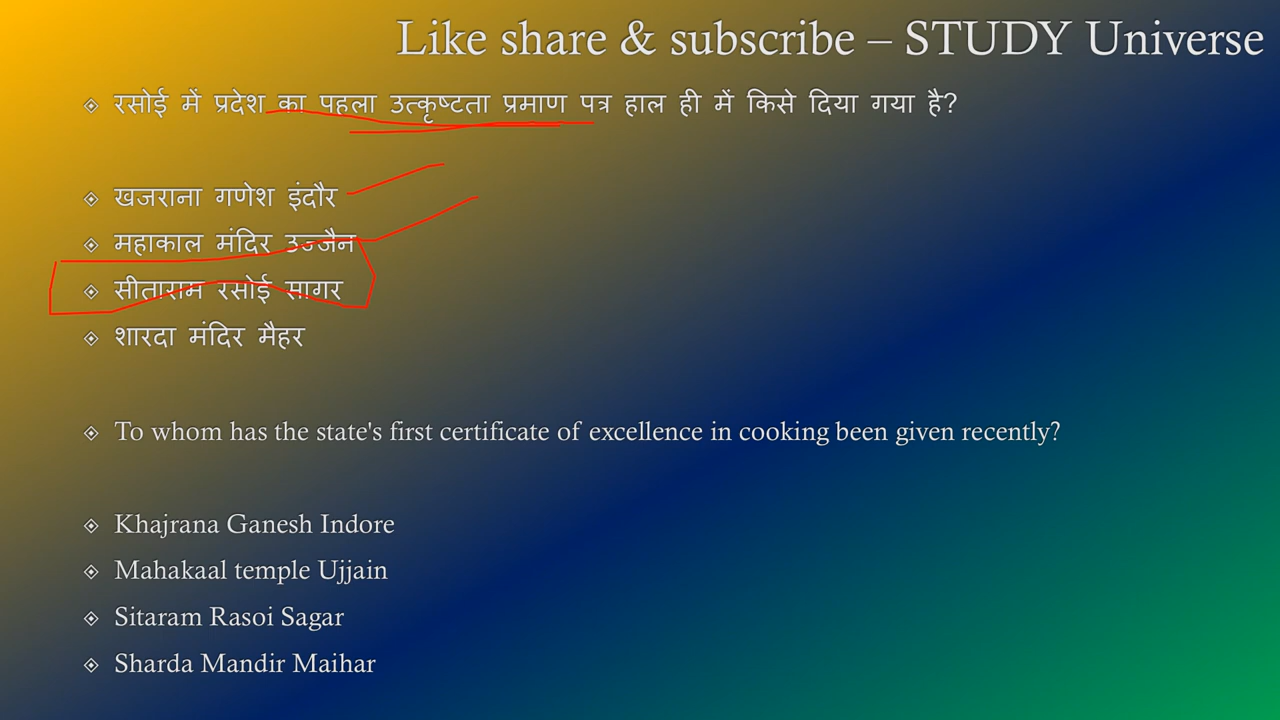 Like share & subscribe – STUDY Universe
रसोई में प्रदेश का पहला उत्कृष्टता प्रमाण पत्र हाल ही में किसे दिया गया है?
खजराना गणेश इंदौर
महाकाल मंदिर उज्जैन
सीताराम रसोई सागर
शारदा मंदिर मैहर
To whom has the state's first certificate of excellence in cooking been given recently?
Khajrana Ganesh Indore
Mahakaal temple Ujjain
Sitaram Rasoi Sagar
Sharda Mandir Maihar